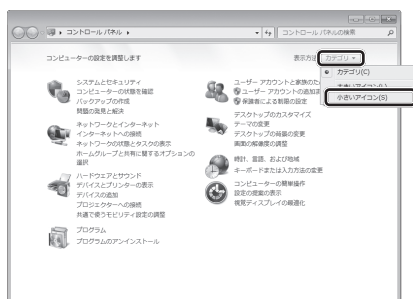 コントロール パネル
コントロール パネルの検索
コンピューターの設定を調整します
表示方法
カテゴリ
カテゴリ(C)
大きいアイコン(L)
小さいアイコン(S)
システムとセキュリティ
コンピューターの状態を確認
バックアップの作成
問題の発見と解決
ネットワークとインターネット
インターネットへの接続
ネットワークの状態とタスクの表示
ホームグループと共有に関するオプションの
選択
ハードウェアとサウンド
デバイスとプリンターの表示
デバイスの追加
プロジェクターへの接続
共通で使うモビリティ設定の調整
プログラム
プログラムのアンインストール
ユーザー アカウントと家族のた
ユーザー アカウントの追加ま
保護者による制限の設定
デスクトップのカスタマイズ
テーマの変更
デスクトップの背景の変更
画面の解像度の調整
時計、言語、および地域
キーボードまたは入力方法の変更
コンピューターの簡単操作
設定の提案の表示
視覚ディスプレイの最適化